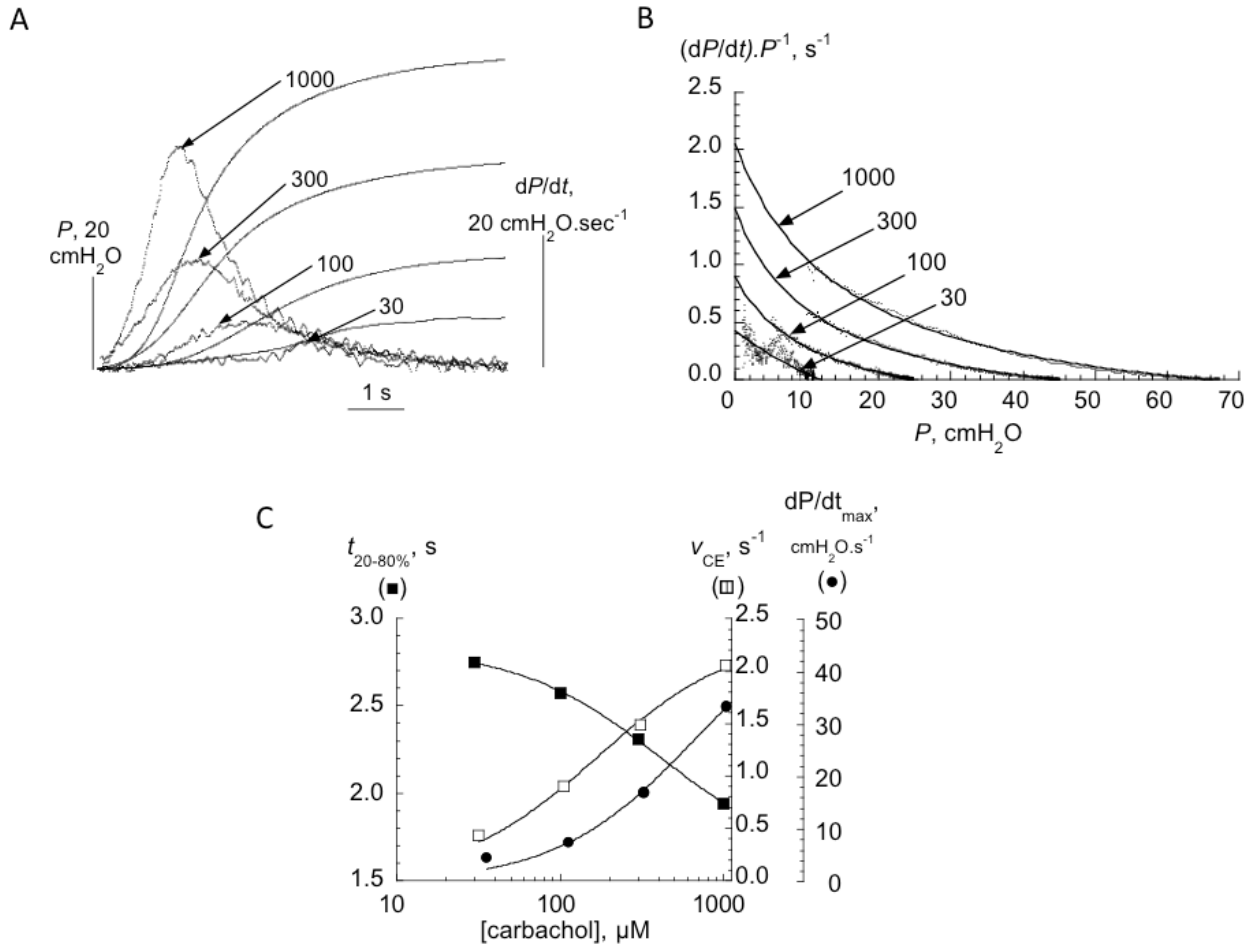 A
1000
300
100
30
P, 20
cmH2O
dP/dt,
20 cmH2O.sec-1
1 s
B
(dP/dt).P-1, s-1
2.5
2.0
1.5
1.0
0.5
0.0
1000
300
100
30
0 10 20 30 40 50 60 70
P, cmH2O
C
t20-80%, s
(■)
3.0
2.5
2.0
1.5
vCE, s-1
(□)
2.5
2.0
1.5
1.0
0.5
0.0
dP/dtmax,
cmH2O.s-1
(●)
50
40
30
20
10
0
10 100 1000
[carbachol], µM